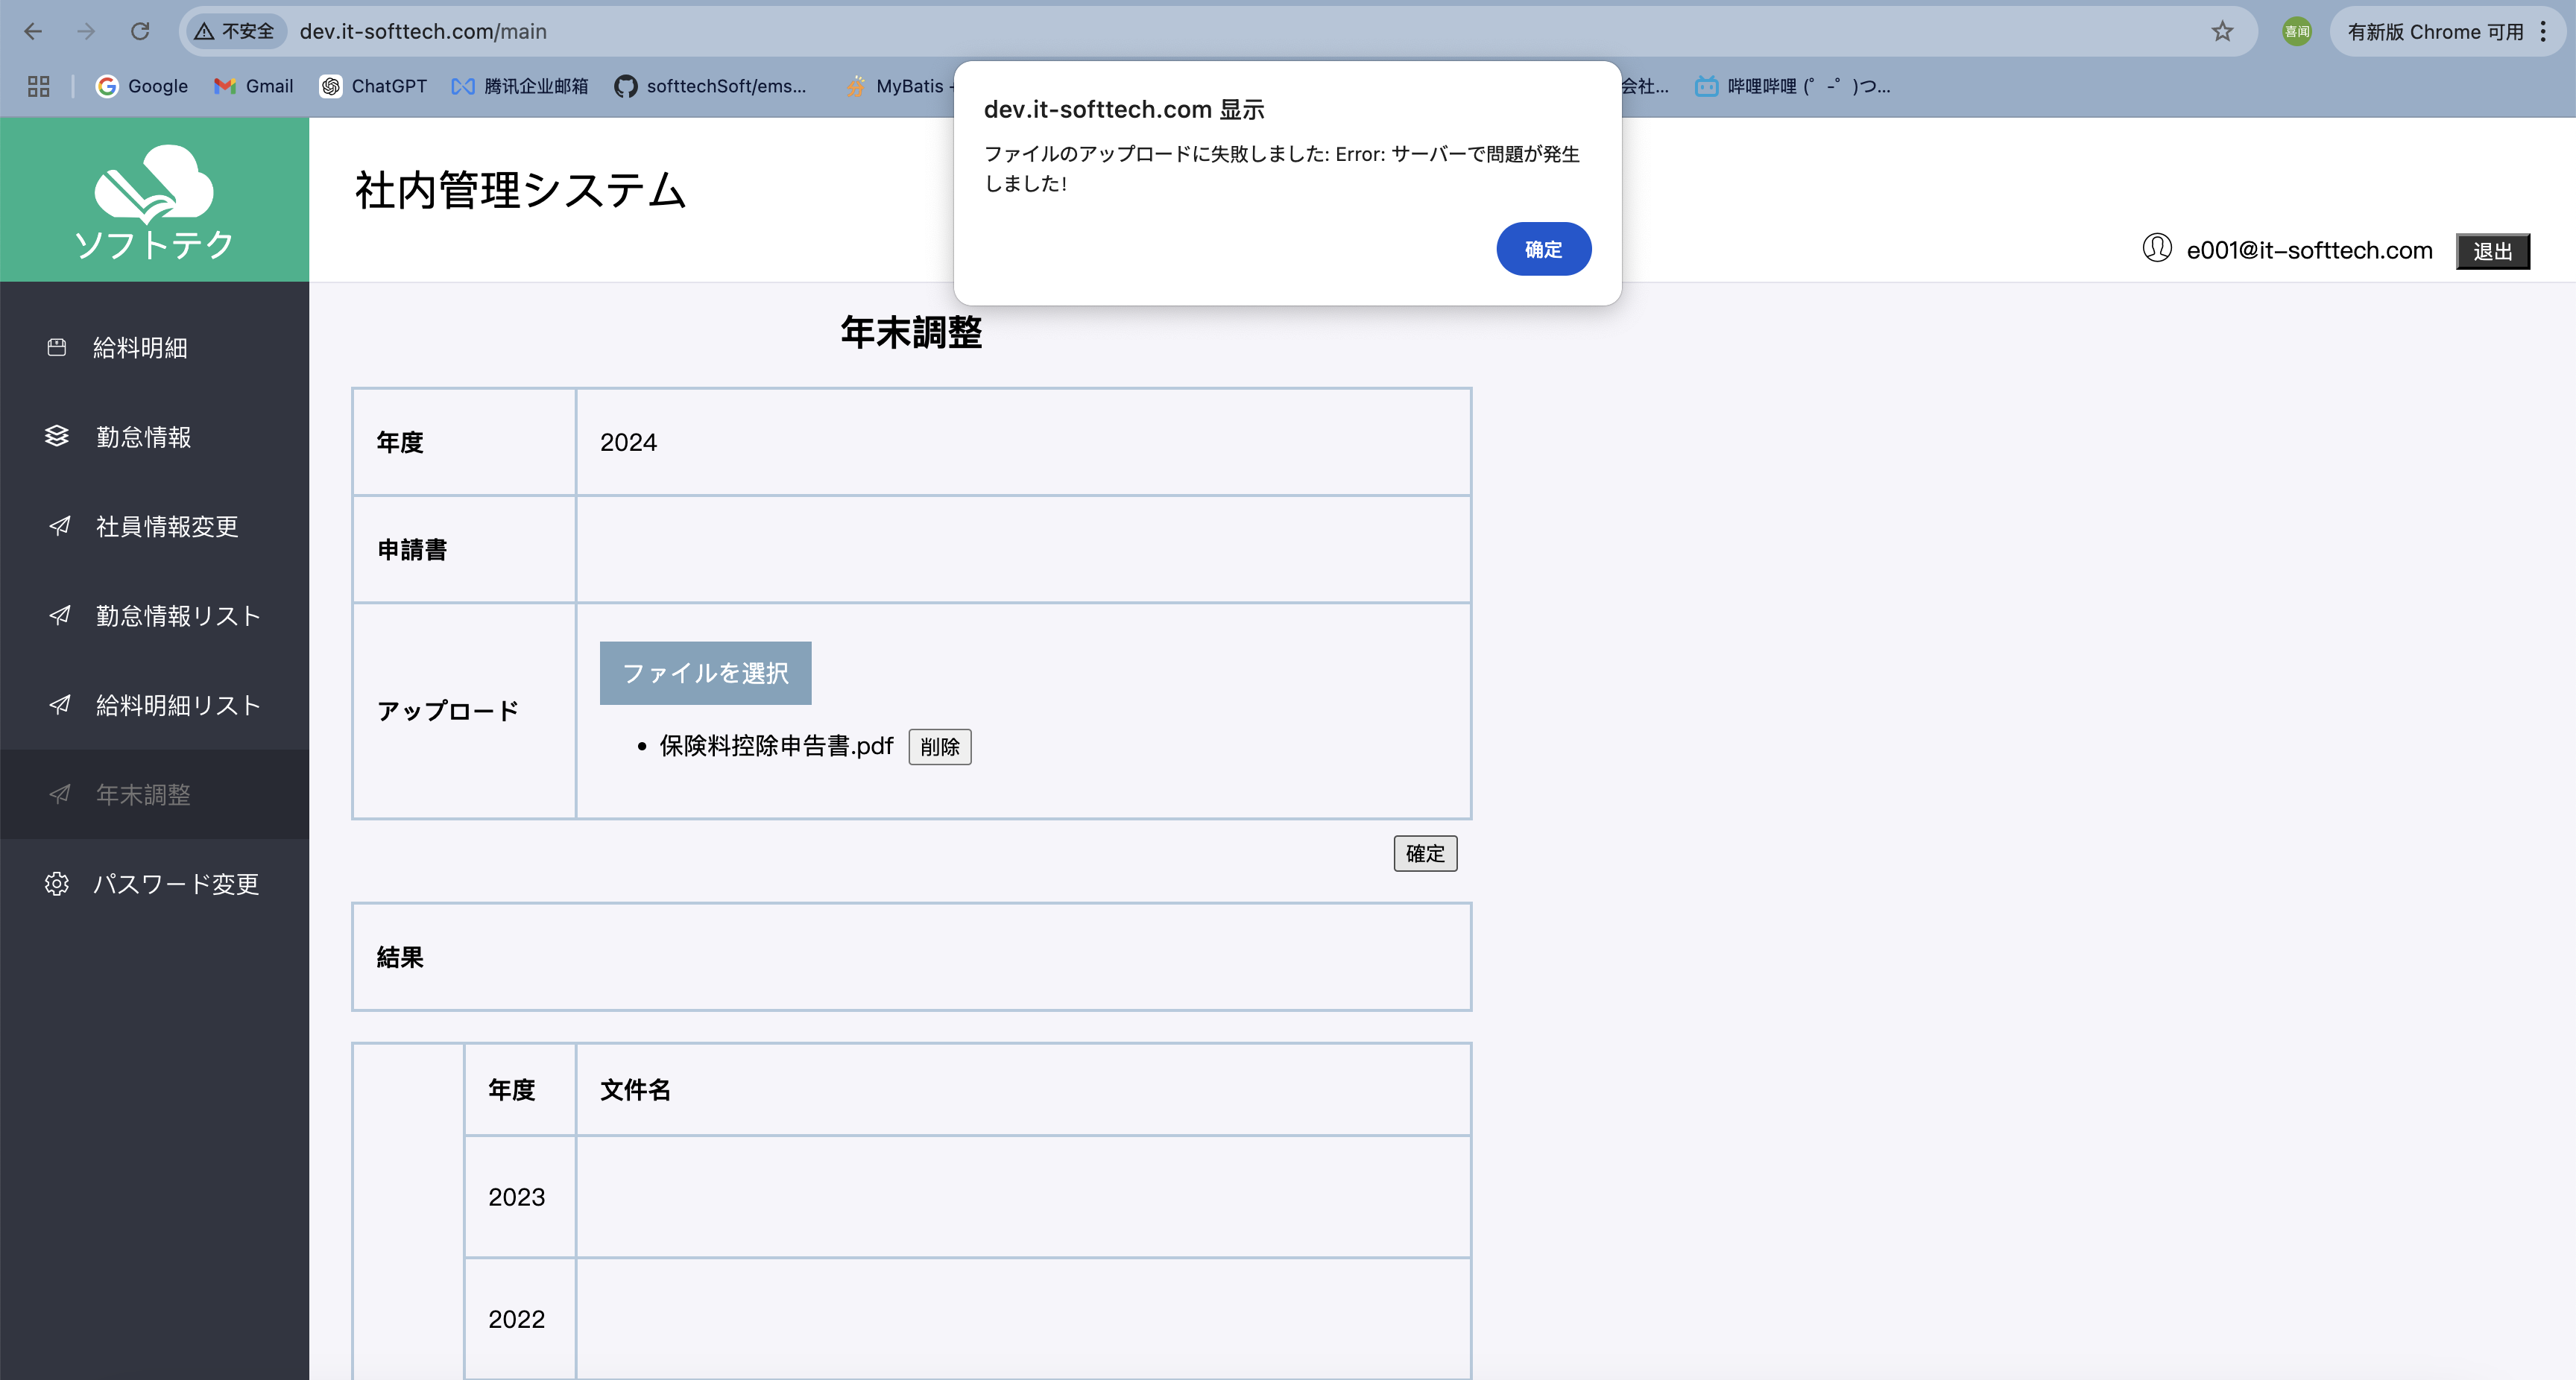 不安全 dev.it-softtech.com/main 喜闻 有新版 Chrome 可用
Google Gmail ChatGPT 腾讯企业邮箱 softtechSoft/ems... MyBatis 会社... 哔哩哔哩 (゜-゜)つ...
dev.it-softtech.com 显示
ファイルのアップロードに失敗しました: Error: サーバーで問題が発生
しました!
确定
ソフトテク
社内管理システム
e001@it-softtech.com 退出
給料明細
勤怠情報
社員情報変更
勤怠情報リスト
給料明細リスト
年末調整
パスワード変更
年末調整
年度 2024
申請書
アップロード
ファイルを選択
• 保険料控除申告書.pdf 削除
確定
結果
年度 文件名
2023
2022